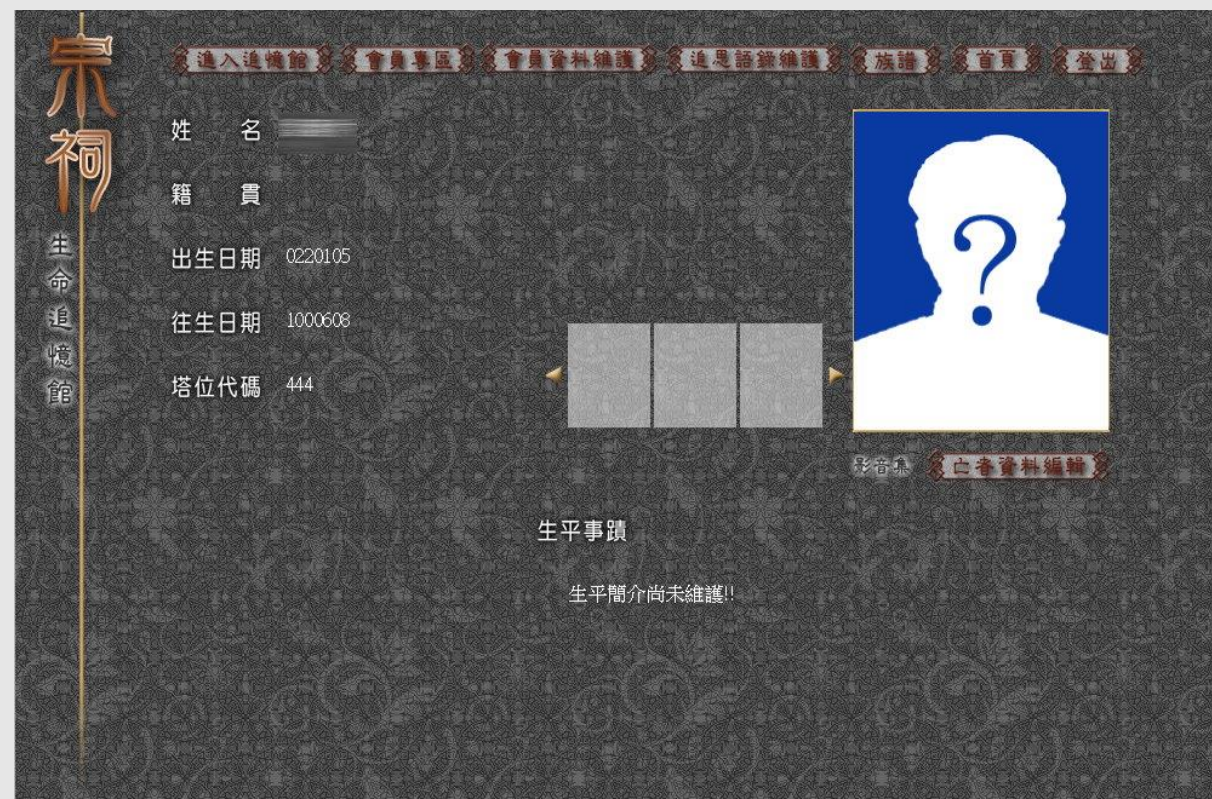 宗祠
生命追憶館
進入追憶館 會員專區 會員資料維護 追思語錄維護 族譜 首頁 登出
姓 名
籍 貫
出生日期 0220105
往生日期 1000608
塔位代碼 444
?
影音集 亡者資料編輯
生平事蹟
生平簡介尚未維護!!